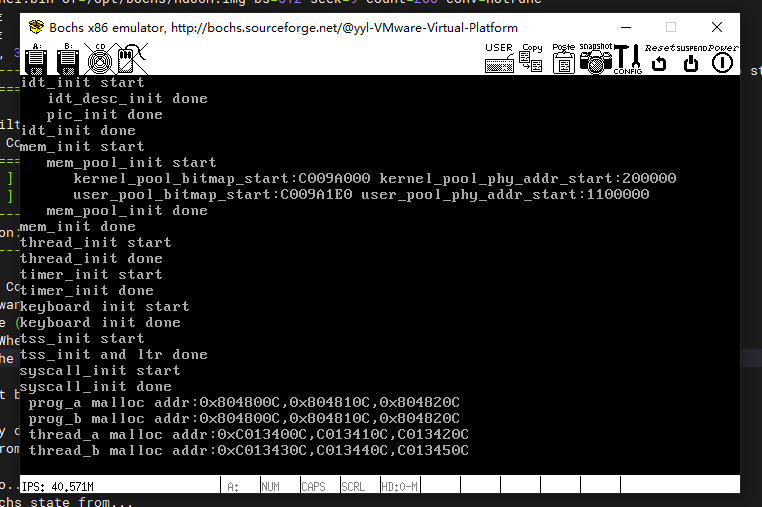 Bochs x86 emulator, http://bochs.sourceforge.net/@yyl-VMware-Virtual-Platform
A: B: CD USER Copy Paste snapshot CONFIG Reset SUSPEND Power
idt_init start
idt_desc_init done
pic_init done
idt_init done
mem_init start
mem_pool_init start
kernel_pool_bitmap_start:C009A000 kernel_pool_phy_addr_start:200000
user_pool_bitmap_start:C009A1E0 user_pool_phy_addr_start:1100000
mem_pool_init done
mem_init done
thread_init start
thread_init done
timer_init start
timer_init done
keyboard init start
keyboard init done
tss_init start
tss_init and ltr done
syscall_init start
syscall_init done
prog_a malloc addr:0x804800C,0x804810C,0x804820C
prog_b malloc addr:0x804800C,0x804810C,0x804820C
thread_a malloc addr:0xC013400C,C013410C,C013420C
thread_b malloc addr:0xC013430C,C013440C,C013450C
IPS: 40.571M A: NUM CAPS SCRL HD:0-M
chs state from...